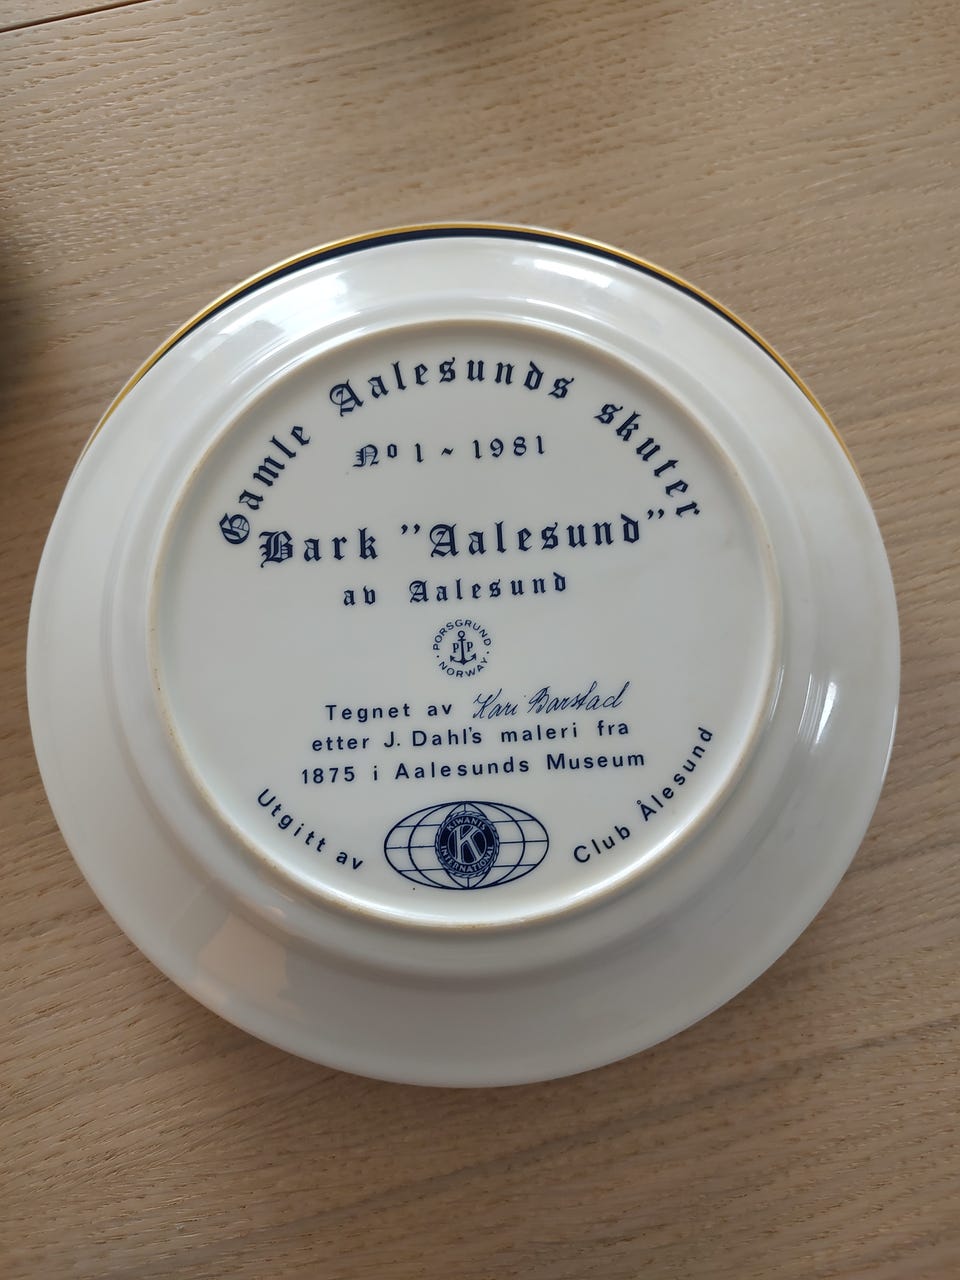 Gamle Aalesunds skuter
No 1 ~ 1981
Bark "Aalesund"
av Aalesund
PORSGRUND
P P
NORWAY
Tegnet av Kari Barstad
etter J. Dahl's maleri fra
1875 i Aalesunds Museum
Utgitt av
KIWANIS
K
INTERNATIONAL
Club Ålesund